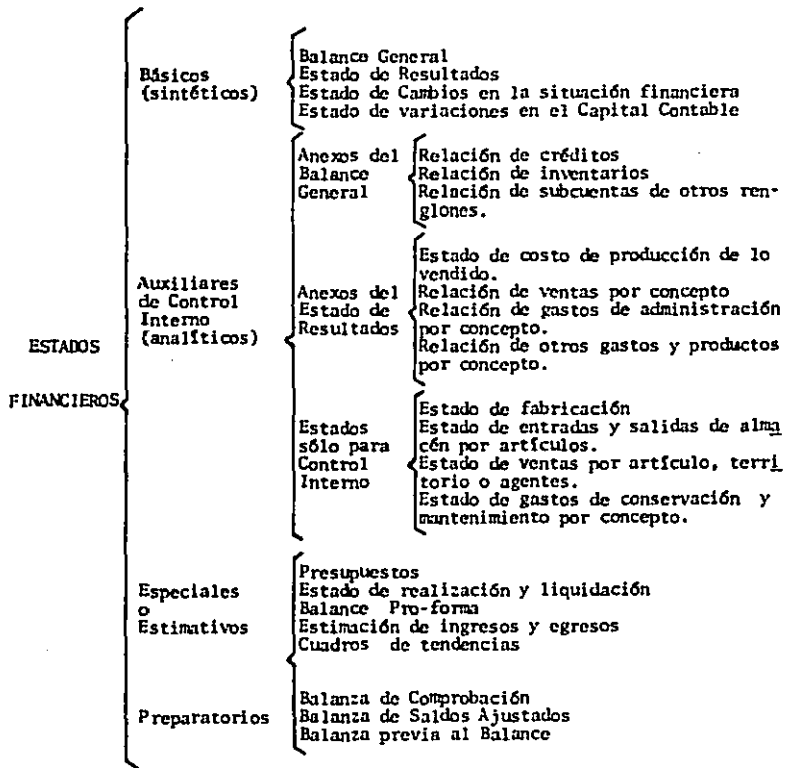 ESTADOS
FINANCIEROS
Básicos
(sintéticos)
Balance General
Estado de Resultados
Estado de Cambios en la situación financiera
Estado de variaciones en el Capital Contable
Auxiliares
de Control
Interno
(analíticos)
Anexos del
Balance
General
Relación de créditos
Relación de inventarios
Relación de subcuentas de otros ren-
glones.
Anexos del
Estado de
Resultados
Estado de costo de producción de lo
vendido.
Relación de ventas por concepto
Relación de gastos de administración
por concepto.
Relación de otros gastos y productos
por concepto.
Estados
sólo para
Control
Interno
Estado de fabricación
Estado de entradas y salidas de alma
cén por artículos.
Estado de ventas por artículo, terri
torio o agentes.
Estado de gastos de conservación y
mantenimiento por concepto.
Especiales
o
Estimativos
Presupuestos
Estado de realización y liquidación
Balance Pro-forma
Estimación de ingresos y egresos
Cuadros de tendencias
Preparatorios
Balanza de Comprobación
Balanza de Saldos Ajustados
Balanza previa al Balance